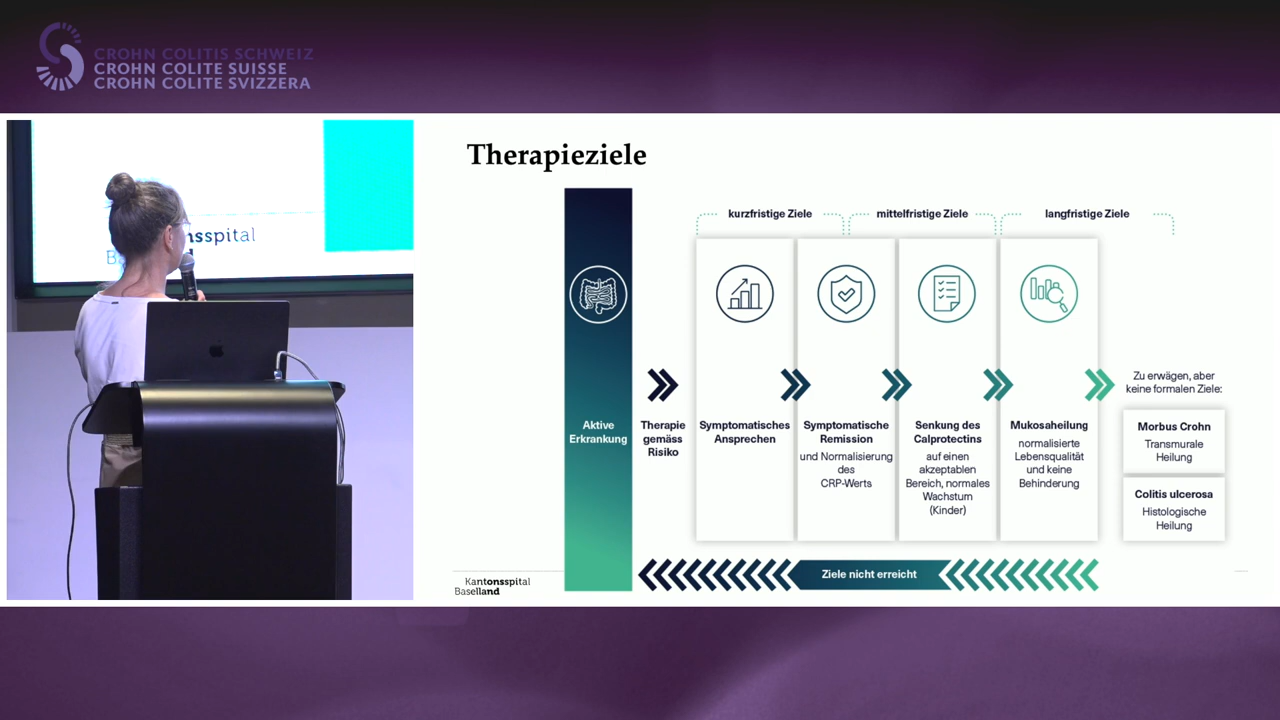 CROHN COLITIS SCHWEIZ
CROHN COLITE SUISSE
CROHN COLITE SVIZZERA
Therapieziele
kurzfristige Ziele
mittelfristige Ziele
langfristige Ziele
Aktive
Erkrankung
Therapie
gemäss
Risiko
Symptomatisches
Ansprechen
Symptomatische
Remission
und Normalisierung
des
CRP-Werts
Senkung des
Calprotectins
auf einen
akzeptablen
Bereich, normales
Wachstum
(Kinder)
Mukosaheilung
normalisierte
Lebensqualität
und keine
Behinderung
Zu erwägen, aber
keine formalen Ziele:
Morbus Crohn
Transmurale
Heilung
Colitis ulcerosa
Histologische
Heilung
Ziele nicht erreicht
Kantonsspital
Baselland